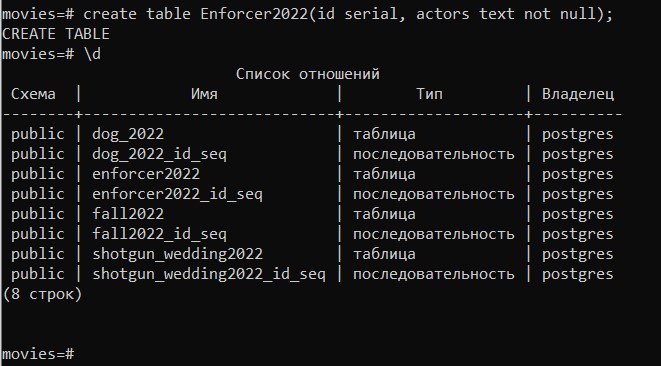 movies=# create table Enforcer2022(id serial, actors text not null);
CREATE TABLE
movies=# \d
                          Список отношений
 Схема  |            Имя             |        Тип         | Владелец
--------+----------------------------+--------------------+----------
 public | dog_2022                   | таблица            | postgres
 public | dog_2022_id_seq            | последовательность | postgres
 public | enforcer2022               | таблица            | postgres
 public | enforcer2022_id_seq        | последовательность | postgres
 public | fall2022                   | таблица            | postgres
 public | fall2022_id_seq            | последовательность | postgres
 public | shotgun_wedding2022        | таблица            | postgres
 public | shotgun_wedding2022_id_seq | последовательность | postgres
(8 строк)
movies=#